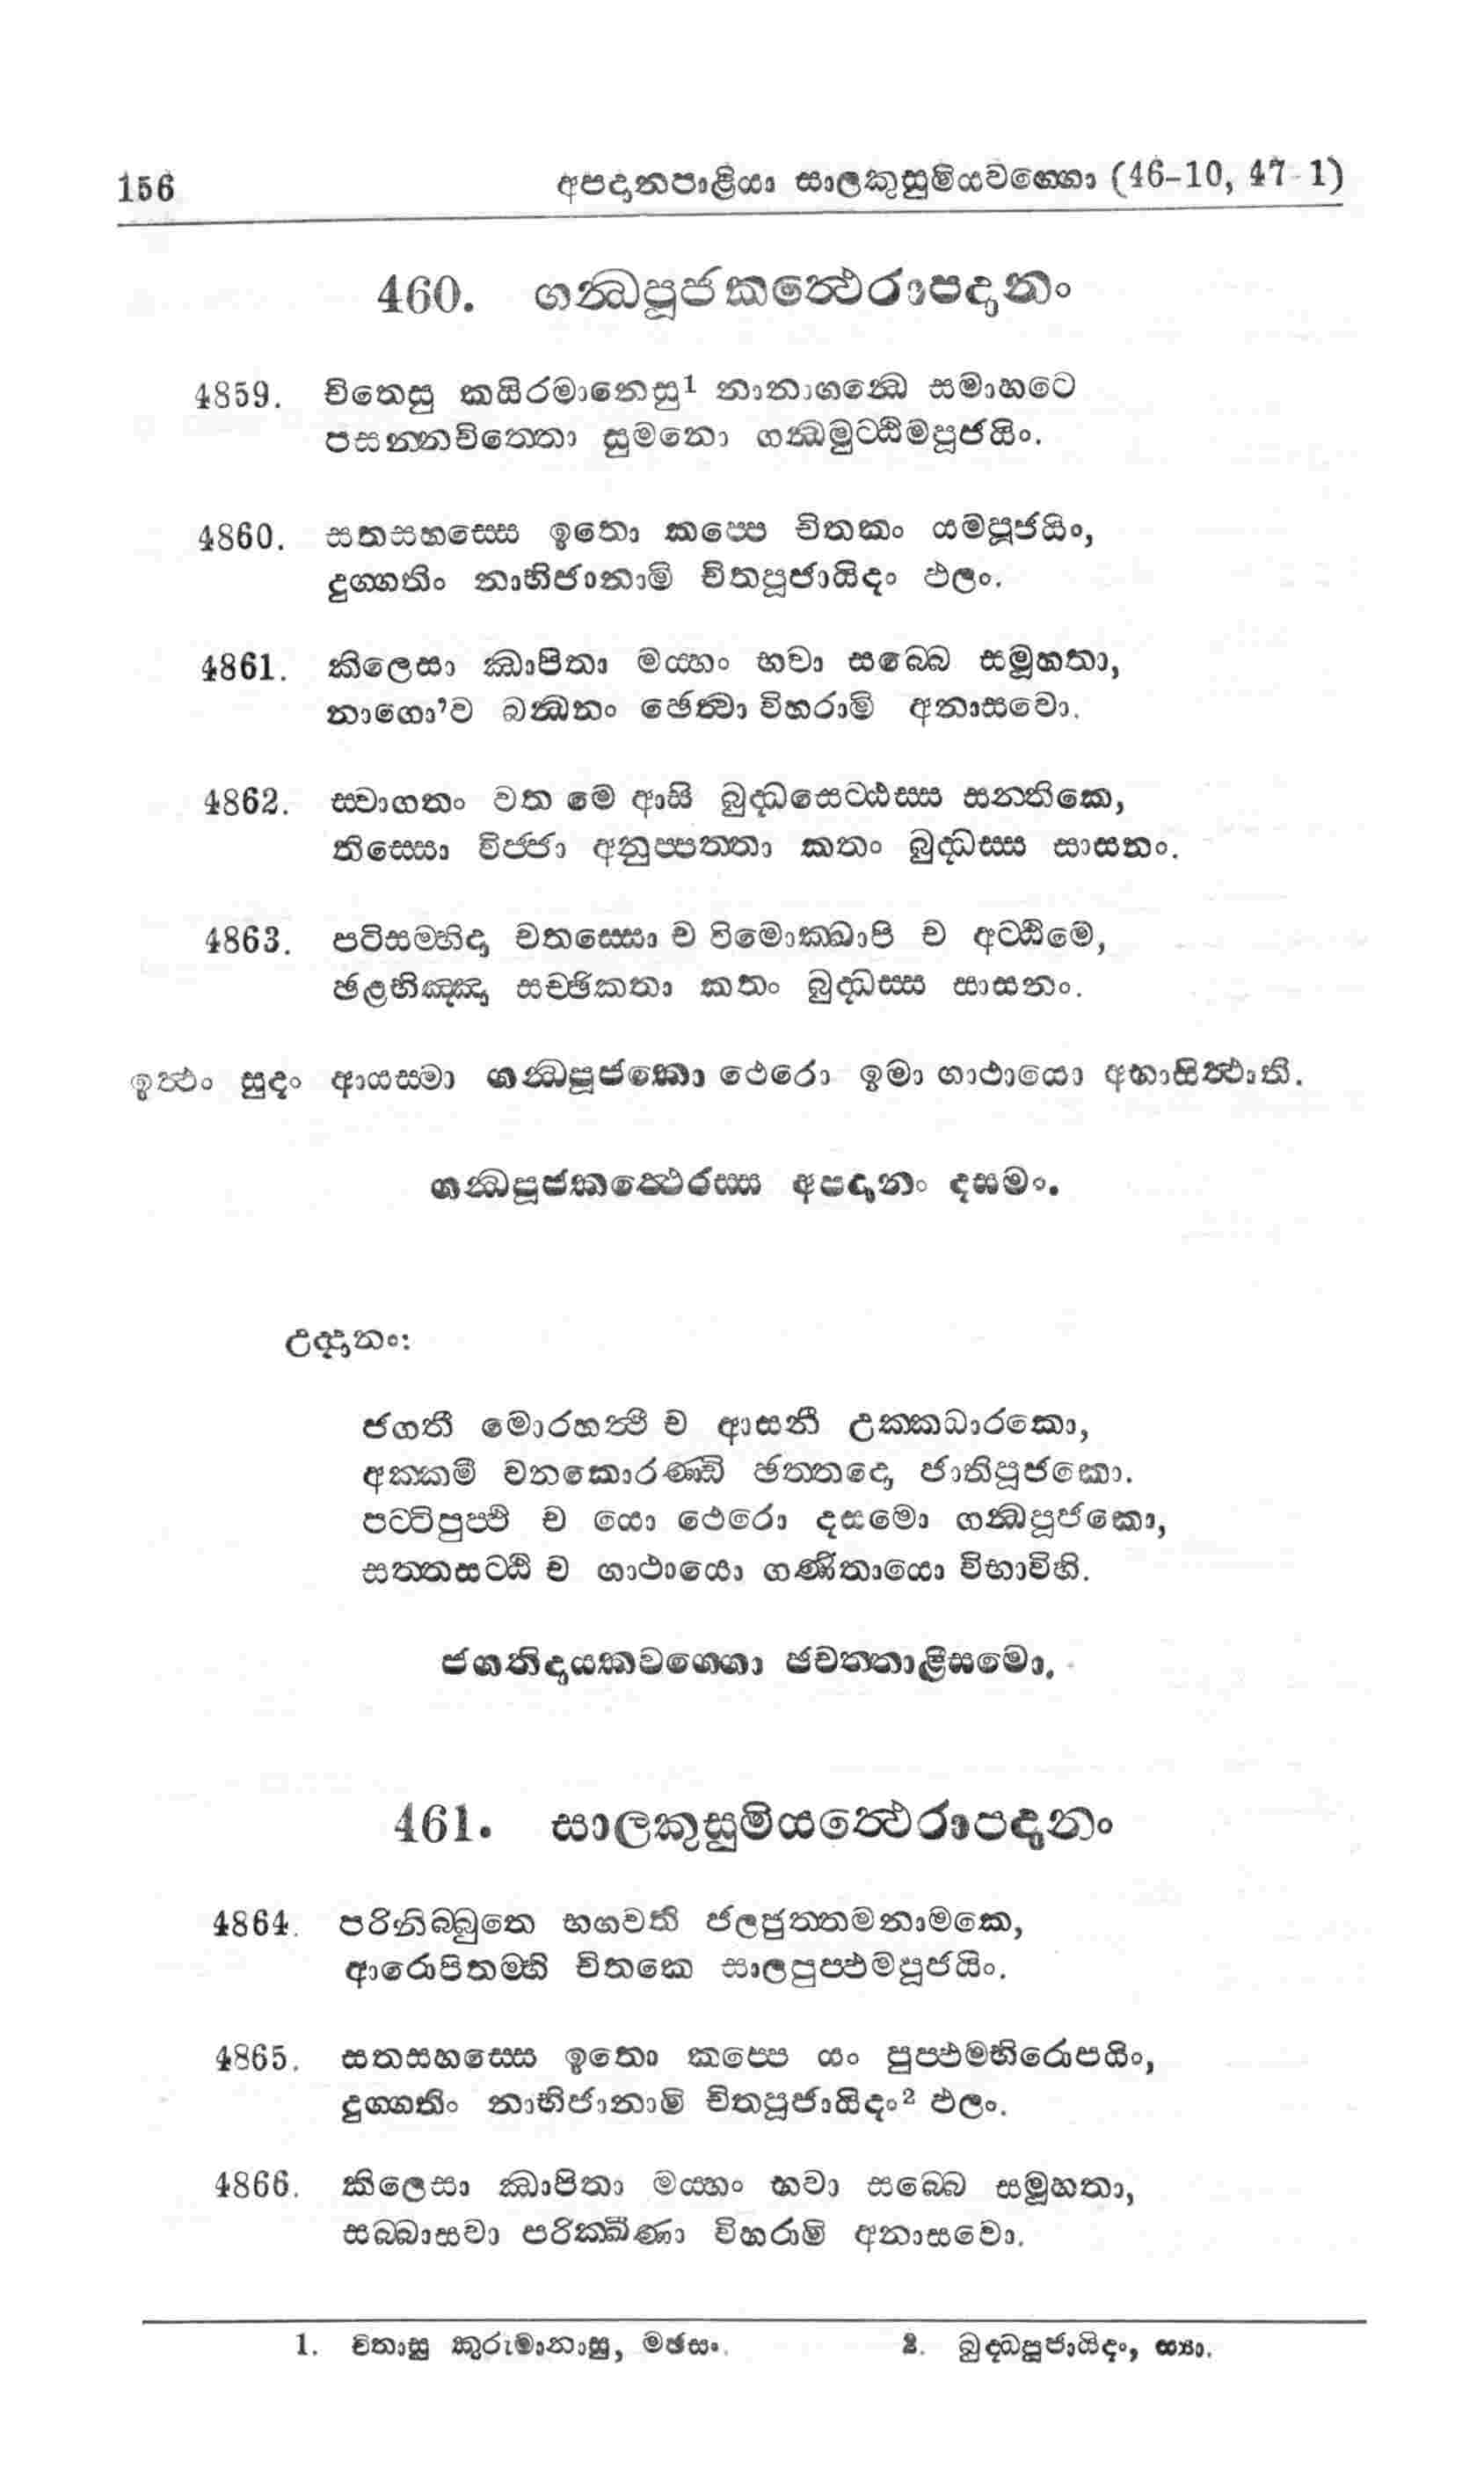 156 අපදානපාළියා සාලකුසුමියවග්ගො (46-10, 47-1)
460. ගන්ධපූජකත්ථෙරාපදානං
4859. චිතෙසු කයිරමානෙසු¹ නානාගන්ධෙ සමාහටෙ
පසන්නචිත්තො සුමනො ගන්ධමුට්ඨිමපූජයිං.
4860. සතසහස්සෙ ඉතො කප්පෙ චිතකං යමපූජයිං,
දුග්ගතිං නාභිජානාමි චිතපූජායිදං ඵලං.
4861. කිලෙසා ඣාපිතා මය්හං භවා සබ්බෙ සමූහතා,
නාගො’ව බන්ධනං ඡෙත්වා විහරාමි අනාසවො.
4862. ස්වාගතං වත මෙ ආසි බුද්ධසෙට්ඨස්ස සන්තිකෙ,
තිස්සො විජ්ජා අනුප්පත්තා කතං බුද්ධස්ස සාසනං.
4863. පටිසම්භිදා චතස්සො ච විමොක්ඛාපි ච අට්ඨිමෙ,
ඡළභිඤ්ඤා සච්ඡිකතා කතං බුද්ධස්ස සාසනං.
ඉත්ථං සුදං ආයස්මා ගන්ධපූජකො ථෙරො ඉමා ගාථායො අභාසිත්ථාති.
ගන්ධපූජකත්ථෙරස්ස අපදානං දසමං.
උද්දානං:
ජගතී මොරහත්ථී ච ආසනී උක්කධාරකො,
අක්කමී වනකොරණ්ඩි ඡත්තදො ජාතිපූජකො.
පට්ටිපුප්ඵී ච යො ථෙරො දසමො ගන්ධපූජකො,
සත්තසට්ඨි ච ගාථායො ගණිතායො විභාවිහි.
ජගතිදායකවග්ගො ඡචත්තාළීසමො.
461. සාලකුසුමියත්ථෙරාපදානං
4864. පරිනිබ්බුතෙ භගවති ජලජුත්තමනාමකෙ,
ආරොපිතම්හි චිතකෙ සාලපුප්ඵමපූජයිං.
4865. සතසහස්සෙ ඉතො කප්පෙ යං පුප්ඵමභිරොපයිං,
දුග්ගතිං නාභිජානාමි චිතපූජායිදං² ඵලං.
4866. කිලෙසා ඣාපිතා මය්හං භවා සබ්බෙ සමූහතා,
සබ්බාසවා පරික්ඛීණා විහරාමි අනාසවො.
1. චිතාසු කුරුමානාසු, මඡසං. 2. බුද්ධපූජායිදං, ස්‍යා.